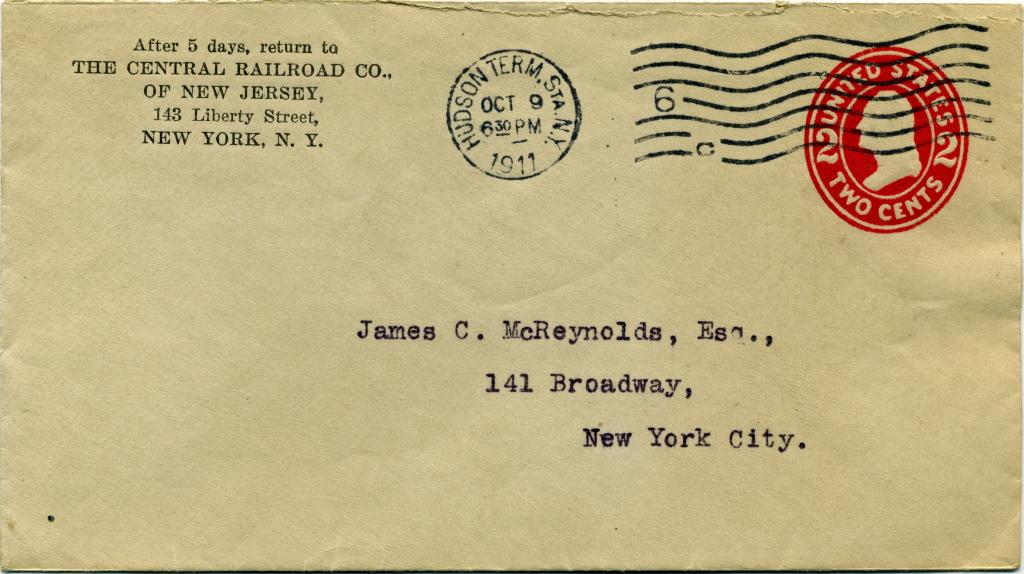 After 5 days, return to
THE CENTRAL RAILROAD CO.,
OF NEW JERSEY,
143 Liberty Street,
NEW YORK, N. Y.
HUDSON TERM. STA. N.Y.
OCT 9
6 30 PM
1911
6
C
UNITED STATES
2 2
TWO CENTS
James C. McReynolds, Esq.,
141 Broadway,
New York City.